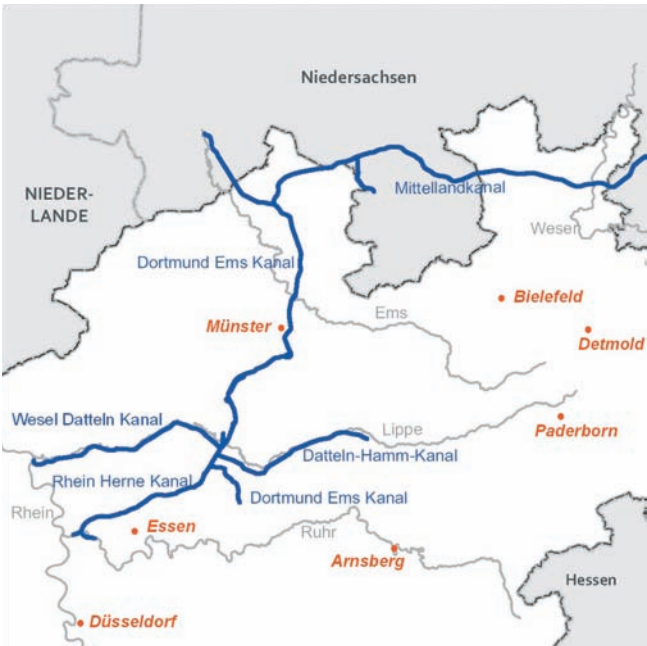 Niedersachsen
NIEDER-
LANDE
Mittellandkanal
Weser
Dortmund Ems Kanal
Bielefeld
Münster
Ems
Detmold
Wesel Datteln Kanal
Lippe
Paderborn
Datteln-Hamm-Kanal
Rhein Herne Kanal
Dortmund Ems Kanal
Rhein
Essen
Ruhr
Arnsberg
Hessen
Düsseldorf